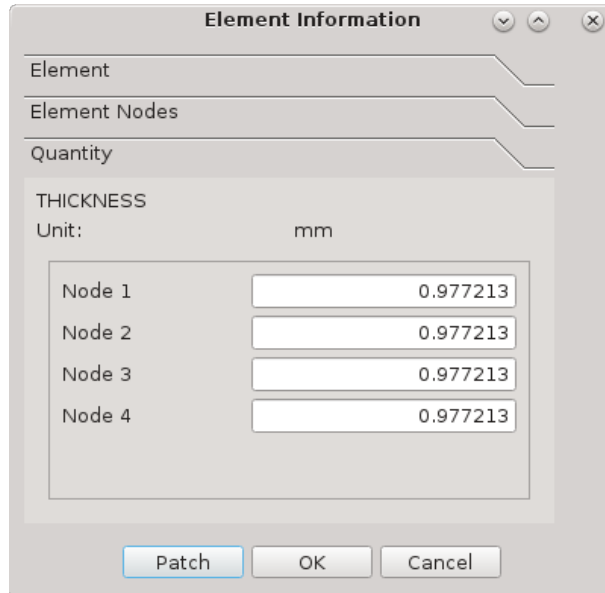 Element Information
Element
Element Nodes
Quantity
THICKNESS
Unit: mm
Node 1 0.977213
Node 2 0.977213
Node 3 0.977213
Node 4 0.977213
Patch OK Cancel